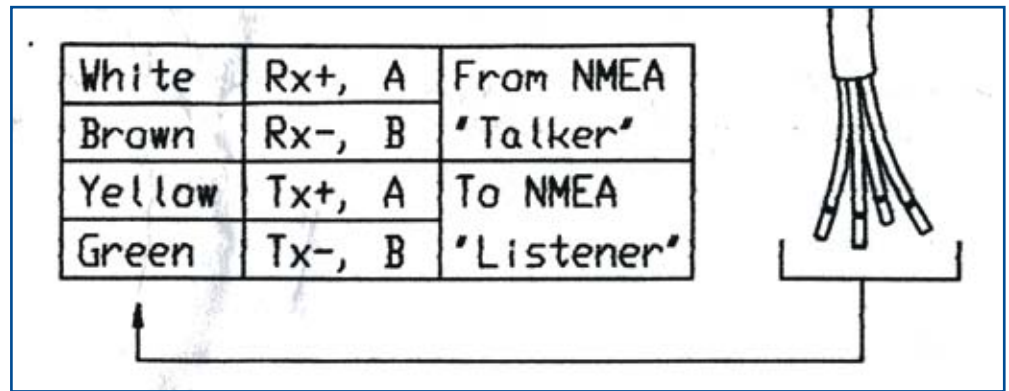 White Rx+, A From NMEA
Brown Rx-, B "Talker"
Yellow Tx+, A To NMEA
Green Tx-, B "Listener"